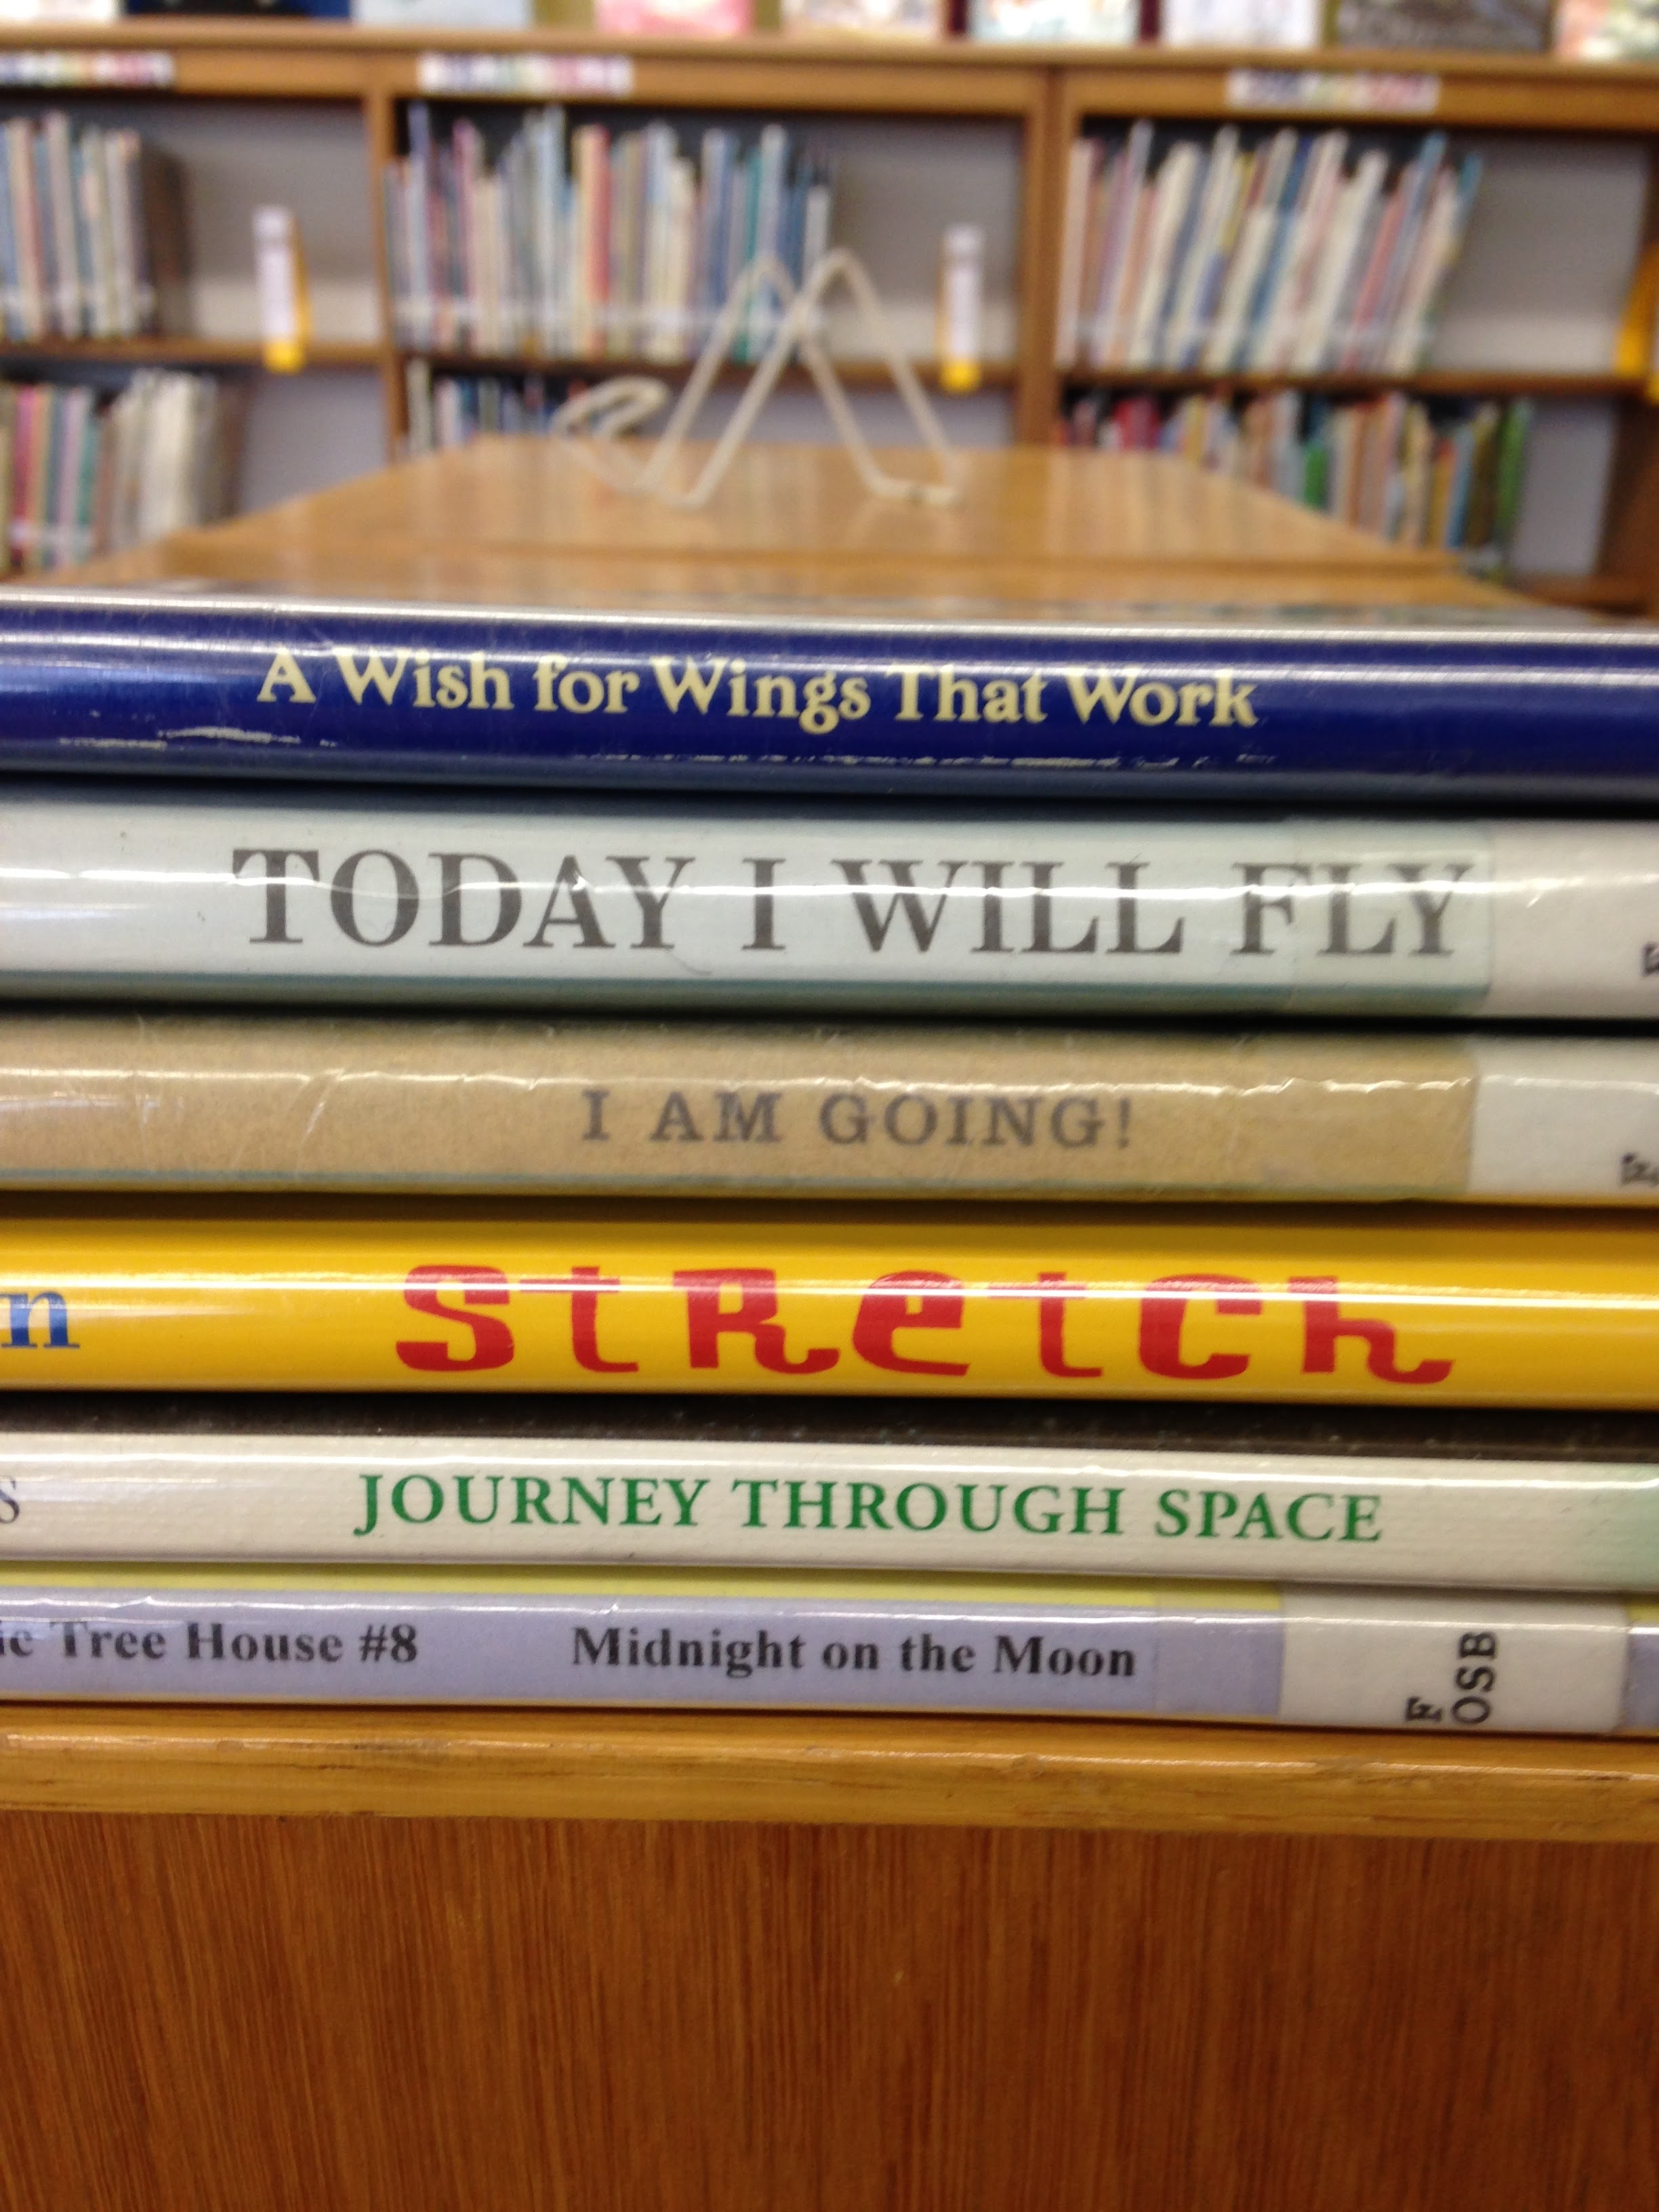 A Wish for Wings That Work
TODAY I WILL FLY
I AM GOING!
n STRETCH
S JOURNEY THROUGH SPACE
ic Tree House #8 Midnight on the Moon
F
OSB